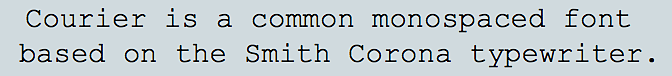 Courier is a common monospaced font
based on the Smith Corona typewriter.